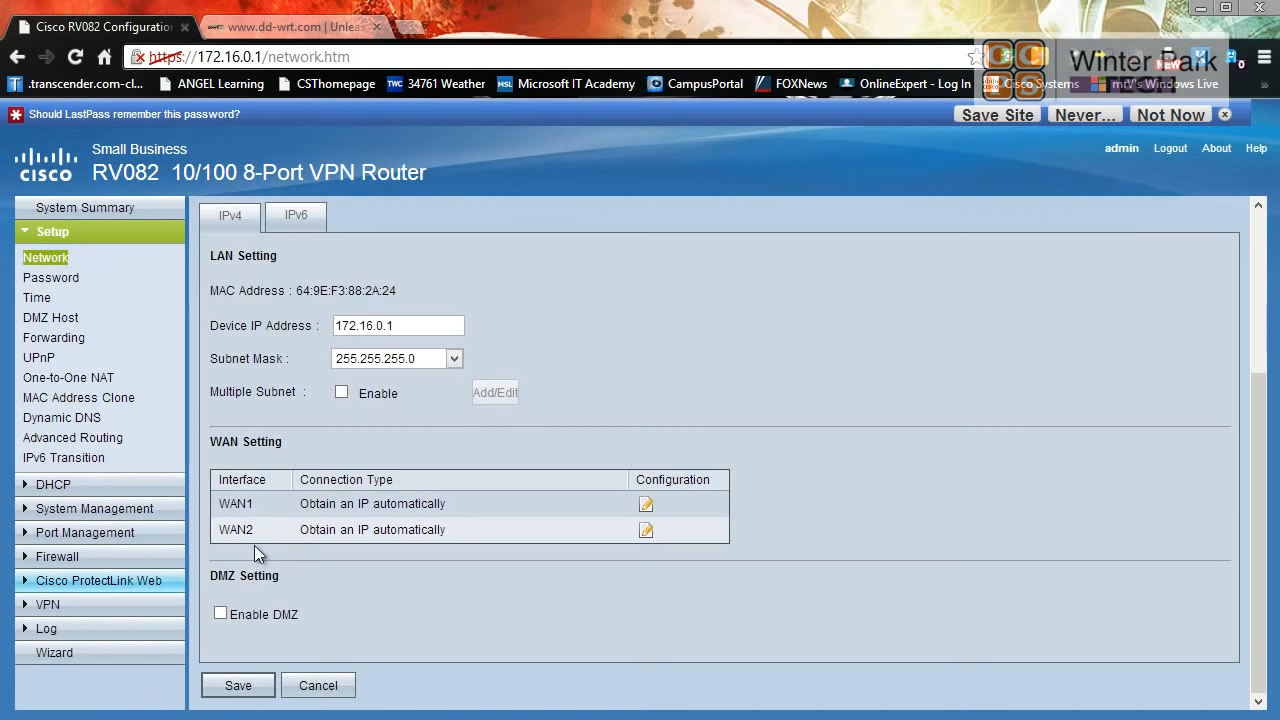 Cisco RV082 Configuration
www.dd-wrt.com | Unleas
https://172.16.0.1/network.htm
Winter Park
.transcender.com-cl...
ANGEL Learning
CSThomepage
TWC 34761 Weather
MSL Microsoft IT Academy
CampusPortal
FOXNews
OnlineExpert - Log In
Cisco Systems
mrV's Windows Live
Should LastPass remember this password?
Save Site
Never...
Not Now
CISCO
Small Business
RV082 10/100 8-Port VPN Router
admin
Logout
About
Help
System Summary
Setup
Network
Password
Time
DMZ Host
Forwarding
UPnP
One-to-One NAT
MAC Address Clone
Dynamic DNS
Advanced Routing
IPv6 Transition
DHCP
System Management
Port Management
Firewall
Cisco ProtectLink Web
VPN
Log
Wizard
IPv4
IPv6
LAN Setting
MAC Address : 64:9E:F3:88:2A:24
Device IP Address : 172.16.0.1
Subnet Mask : 255.255.255.0
Multiple Subnet : Enable Add/Edit
WAN Setting
Interface Connection Type Configuration
WAN1 Obtain an IP automatically
WAN2 Obtain an IP automatically
DMZ Setting
Enable DMZ
Save
Cancel